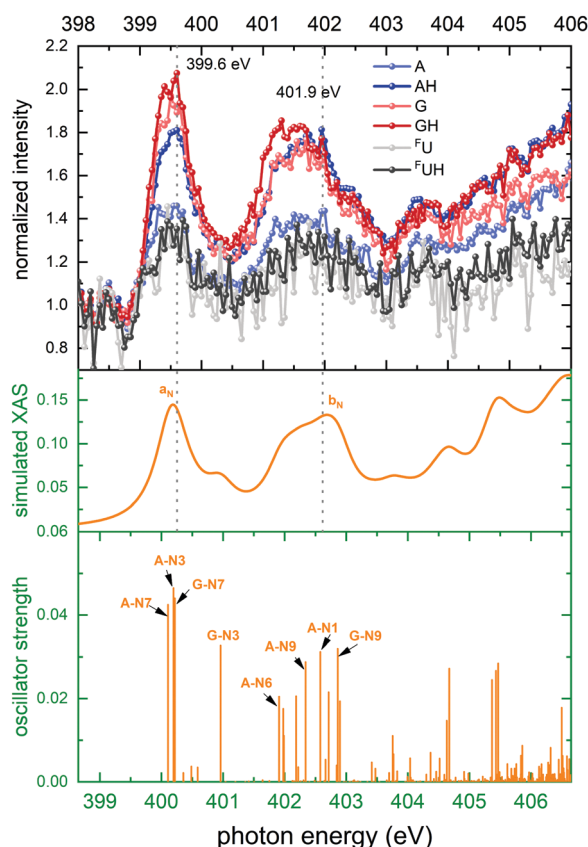 398 399 400 401 402 403 404 405 406
2.2
2.0
1.8
1.6
1.4
1.2
1.0
0.8
normalized intensity
399.6 eV
401.9 eV
A
AH
G
GH
FU
FUH
simulated XAS
0.15
0.10
0.05
aN
bN
0.06
0.04
0.02
0.00
oscillator strength
A-N3
A-N7
G-N7
G-N3
A-N6
A-N9
A-N1
G-N9
399 400 401 402 403 404 405 406
photon energy (eV)